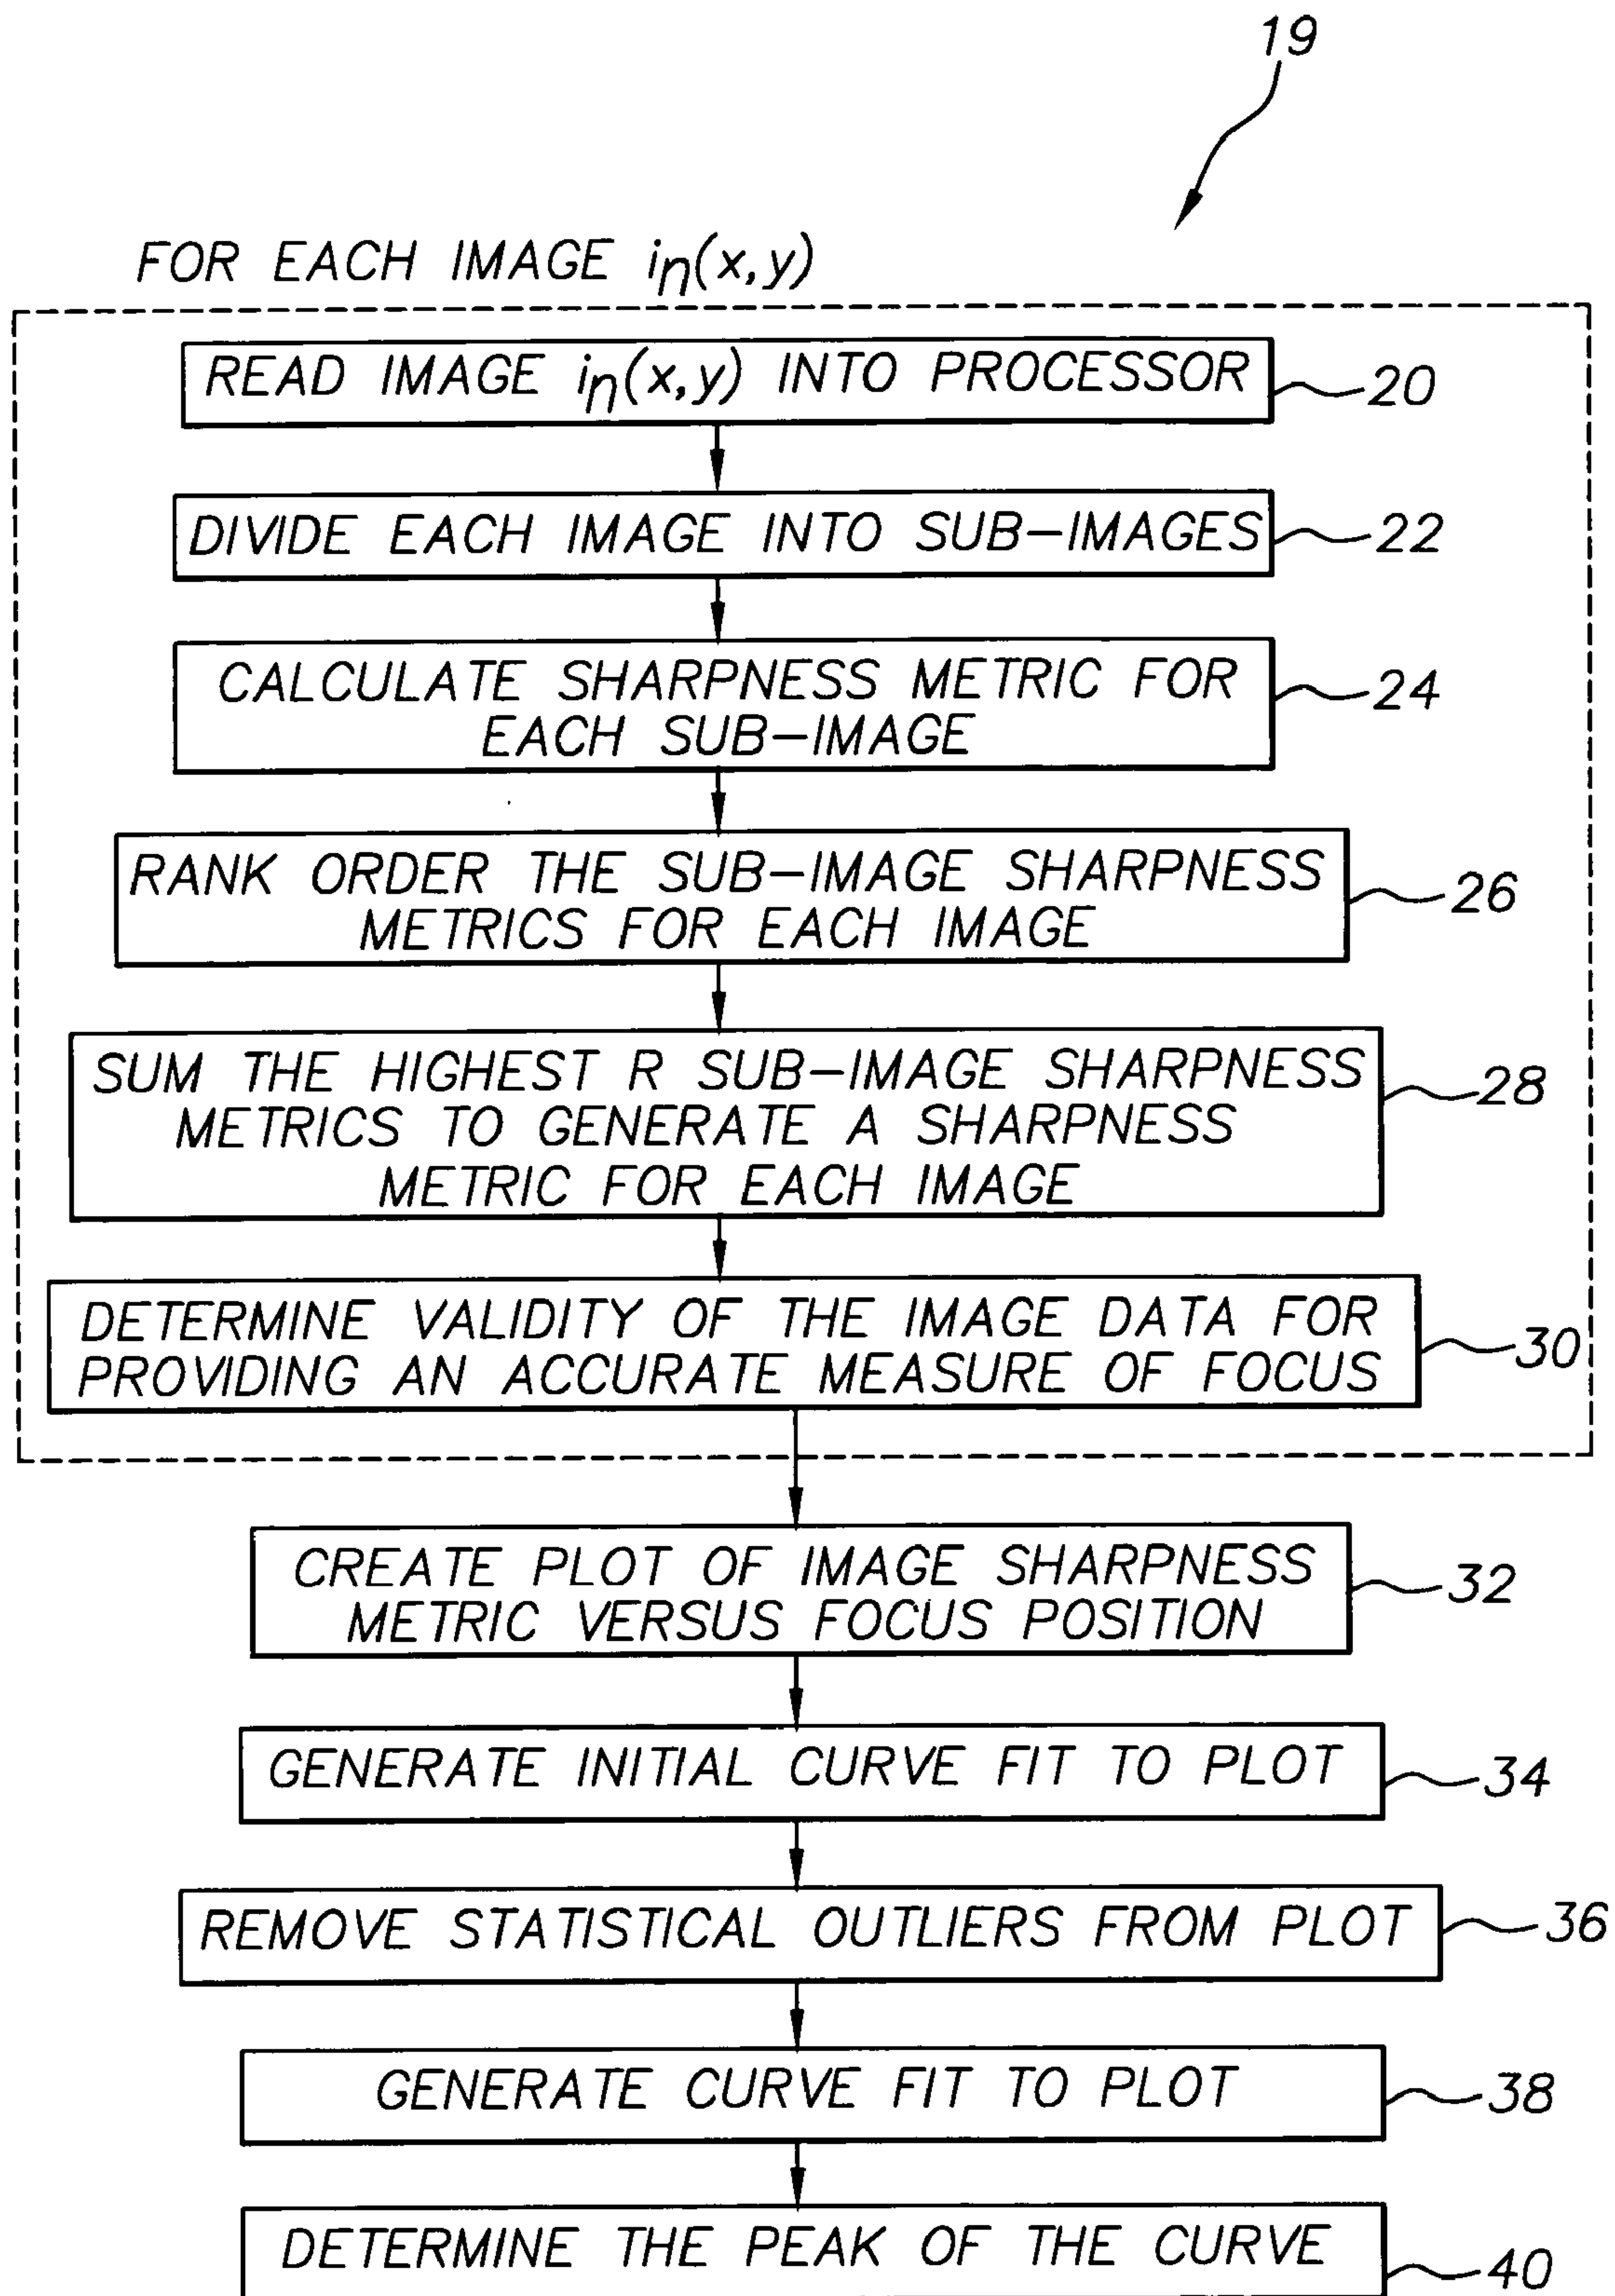 19
FOR EACH IMAGE in(x,y)
READ IMAGE in(x,y) INTO PROCESSOR
20
DIVIDE EACH IMAGE INTO SUB-IMAGES
22
CALCULATE SHARPNESS METRIC FOR
EACH SUB-IMAGE
24
RANK ORDER THE SUB-IMAGE SHARPNESS
METRICS FOR EACH IMAGE
26
SUM THE HIGHEST R SUB-IMAGE SHARPNESS
METRICS TO GENERATE A SHARPNESS
METRIC FOR EACH IMAGE
28
DETERMINE VALIDITY OF THE IMAGE DATA FOR
PROVIDING AN ACCURATE MEASURE OF FOCUS
30
CREATE PLOT OF IMAGE SHARPNESS
METRIC VERSUS FOCUS POSITION
32
GENERATE INITIAL CURVE FIT TO PLOT
34
REMOVE STATISTICAL OUTLIERS FROM PLOT
36
GENERATE CURVE FIT TO PLOT
38
DETERMINE THE PEAK OF THE CURVE
40